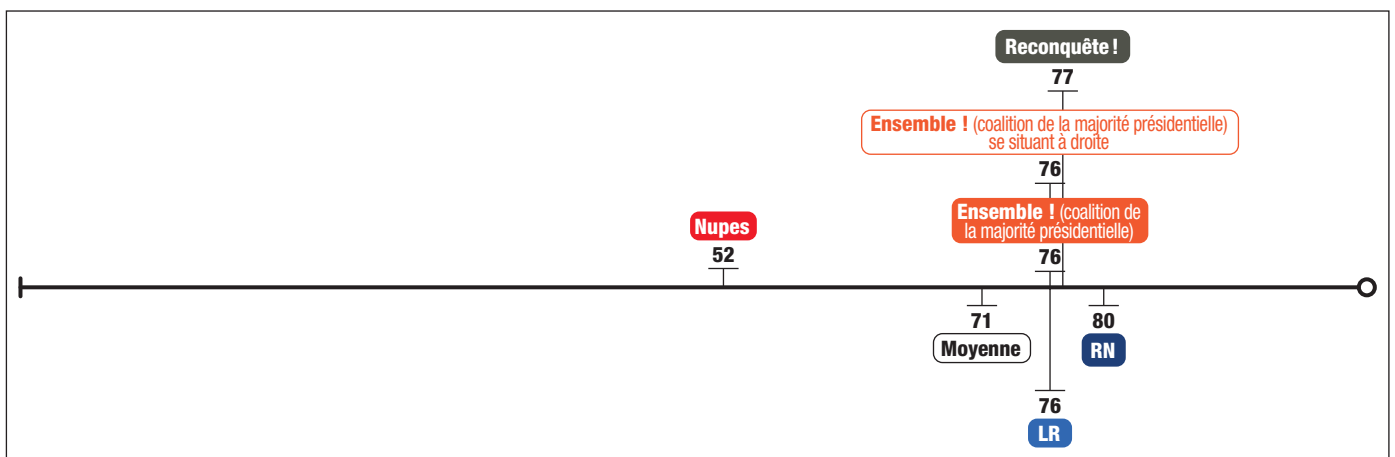 Reconquête !
77
Ensemble ! (coalition de la majorité présidentielle)
se situant à droite
76
Ensemble ! (coalition de
la majorité présidentielle)
76
Nupes
52
71
Moyenne
80
RN
76
LR